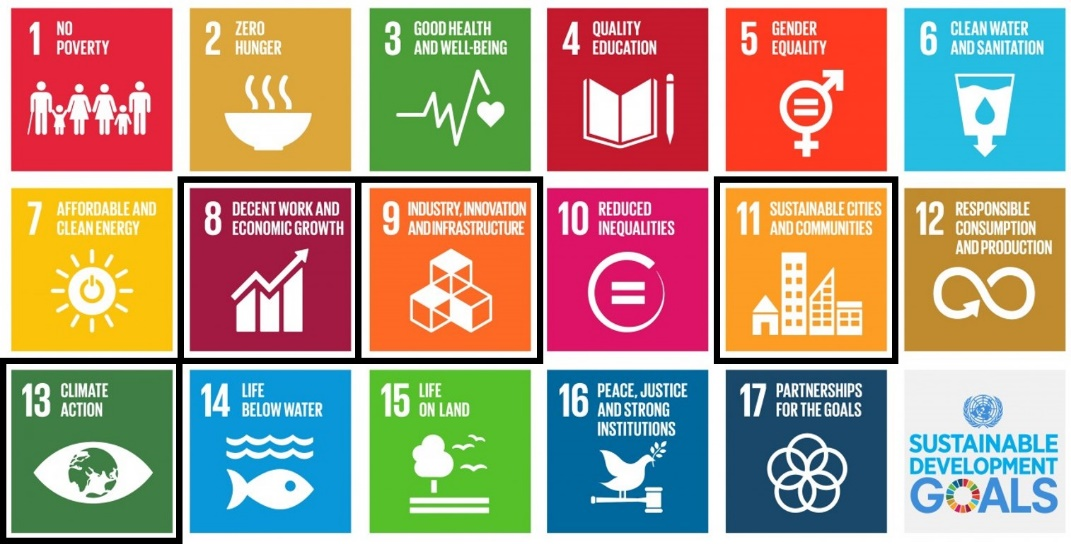 1 NO
POVERTY
2 ZERO
HUNGER
3 GOOD HEALTH
AND WELL-BEING
4 QUALITY
EDUCATION
5 GENDER
EQUALITY
6 CLEAN WATER
AND SANITATION
7 AFFORDABLE AND
CLEAN ENERGY
8 DECENT WORK AND
ECONOMIC GROWTH
9 INDUSTRY, INNOVATION
AND INFRASTRUCTURE
10 REDUCED
INEQUALITIES
11 SUSTAINABLE CITIES
AND COMMUNITIES
12 RESPONSIBLE
CONSUMPTION
AND PRODUCTION
13 CLIMATE
ACTION
14 LIFE
BELOW WATER
15 LIFE
ON LAND
16 PEACE, JUSTICE
AND STRONG
INSTITUTIONS
17 PARTNERSHIPS
FOR THE GOALS
SUSTAINABLE
DEVELOPMENT
GOALS